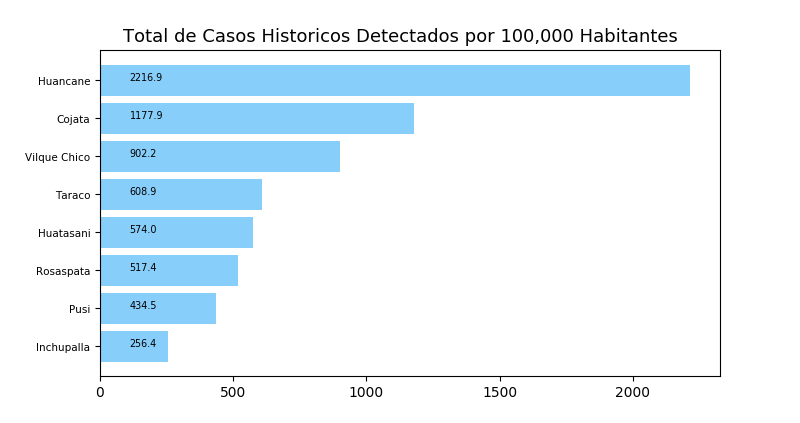 Total de Casos Historicos Detectados por 100,000 Habitantes
Huancane 2216.9
Cojata 1177.9
Vilque Chico 902.2
Taraco 608.9
Huatasani 574.0
Rosaspata 517.4
Pusi 434.5
Inchupalla 256.4
0 500 1000 1500 2000